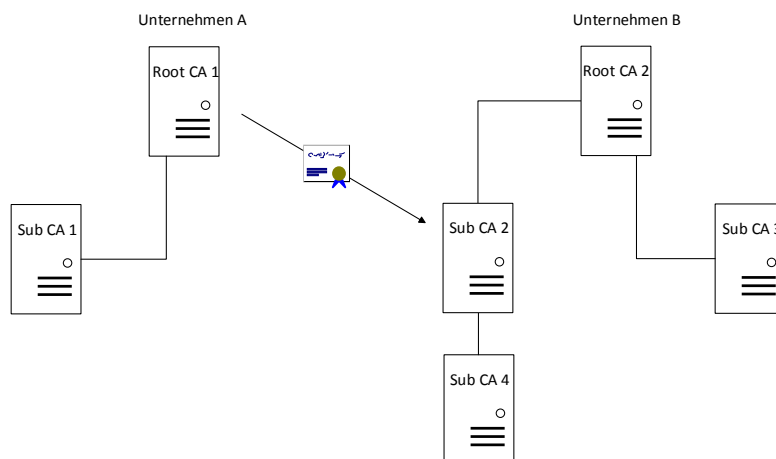 Unternehmen A
Unternehmen B
Root CA 1
Root CA 2
Sub CA 1
Sub CA 2
Sub CA 3
Sub CA 4